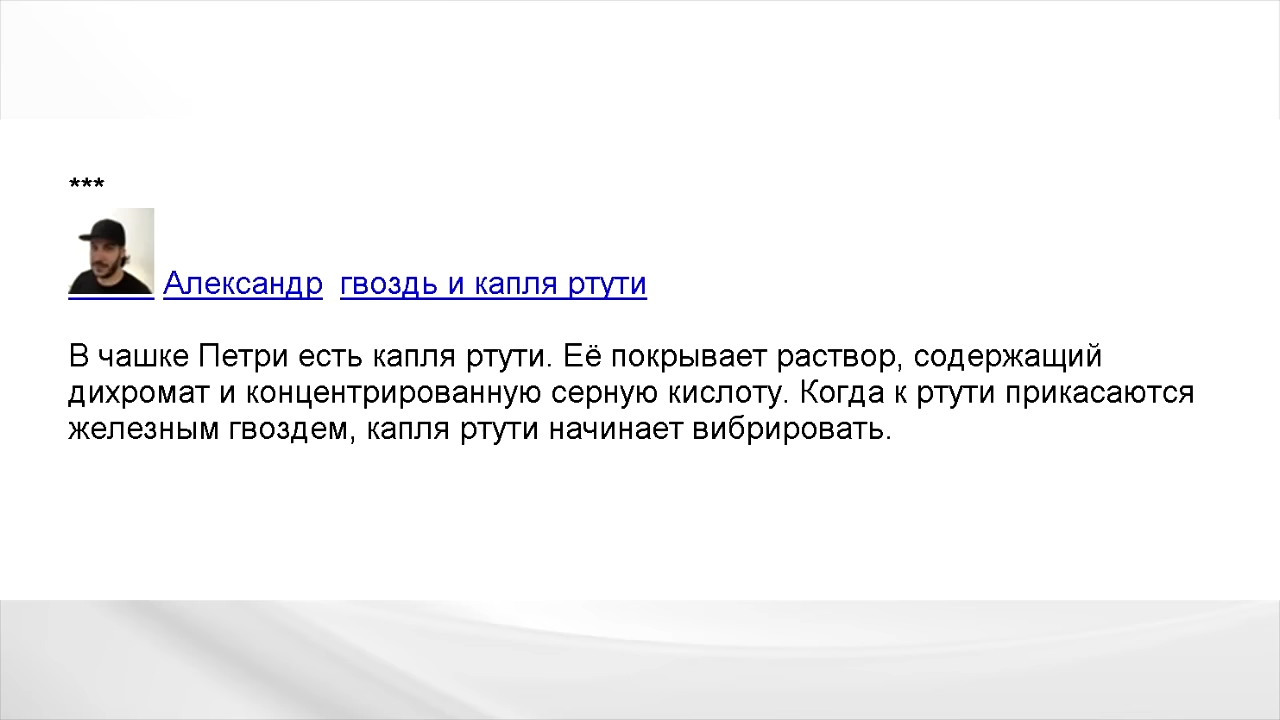 ***
Александр гвоздь и капля ртути
В чашке Петри есть капля ртути. Её покрывает раствор, содержащий
дихромат и концентрированную серную кислоту. Когда к ртути прикасаются
железным гвоздем, капля ртути начинает вибрировать.